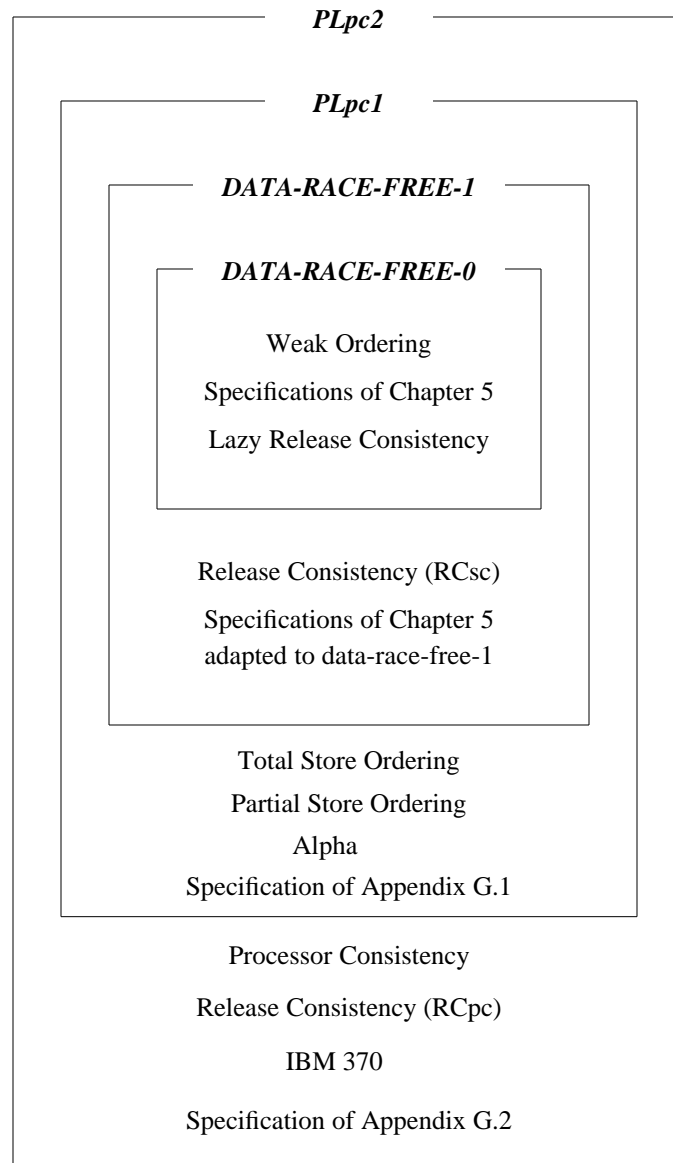 PLpc2
PLpc1
DATA-RACE-FREE-1
DATA-RACE-FREE-0
Weak Ordering
Specifications of Chapter 5
Lazy Release Consistency
Release Consistency (RCsc)
Specifications of Chapter 5
adapted to data-race-free-1
Total Store Ordering
Partial Store Ordering
Alpha
Specification of Appendix G.1
Processor Consistency
Release Consistency (RCpc)
IBM 370
Specification of Appendix G.2